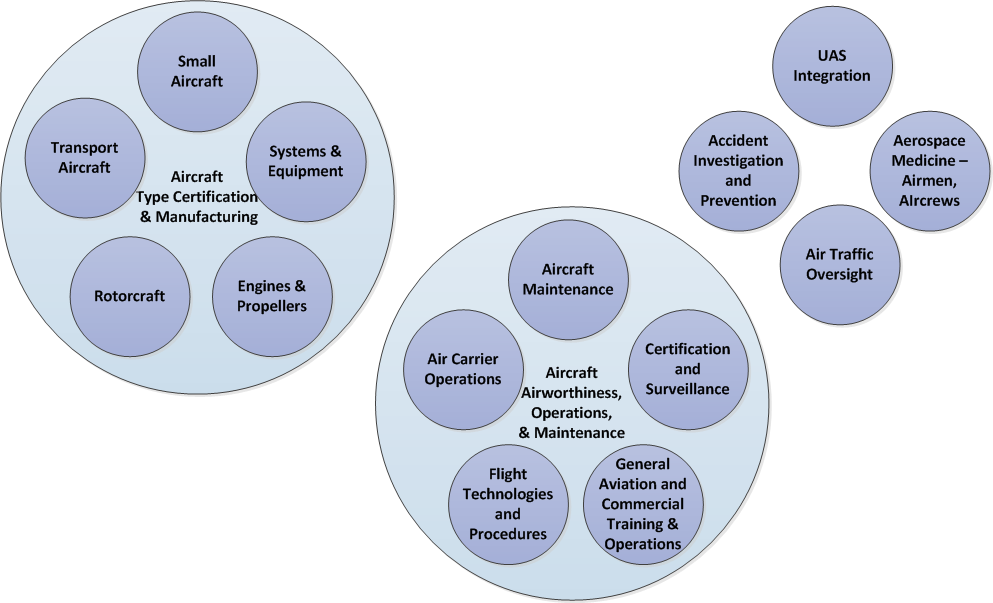 Small
Aircraft
Transport
Aircraft
Systems &
Equipment
Aircraft
Type Certification
& Manufacturing
Rotorcraft
Engines &
Propellers
Aircraft
Maintenance
Air Carrier
Operations
Certification
and
Surveillance
Aircraft
Airworthiness,
Operations,
& Maintenance
Flight
Technologies
and
Procedures
General
Aviation and
Commercial
Training &
Operations
UAS
Integration
Accident
Investigation
and
Prevention
Aerospace
Medicine –
Airmen,
AIrcrews
Air Traffic
Oversight